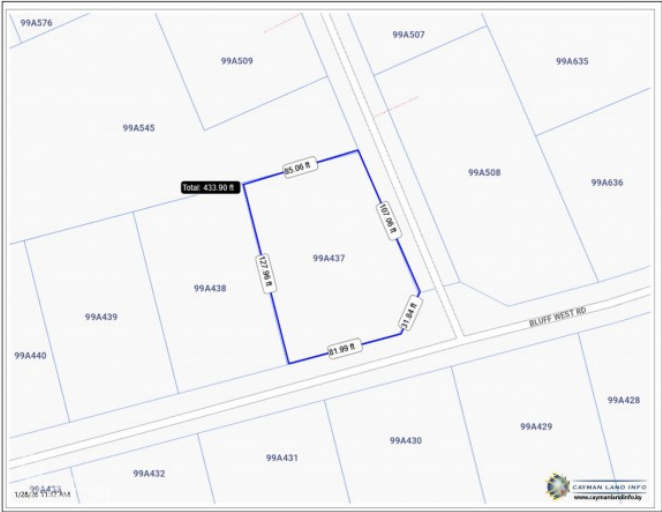 99A576
99A507
99A509
99A635
99A545
85.06 ft
99A508
Total: 433.90 ft
99A636
107.06 ft
99A437
127.96 ft
99A438
99A439
31.84 ft
BLUFF WEST RD
81.99 ft
99A440
99A428
99A429
99A430
99A431
99A432
CAYMAN LAND INFO
www.caymanlandinfo.ky